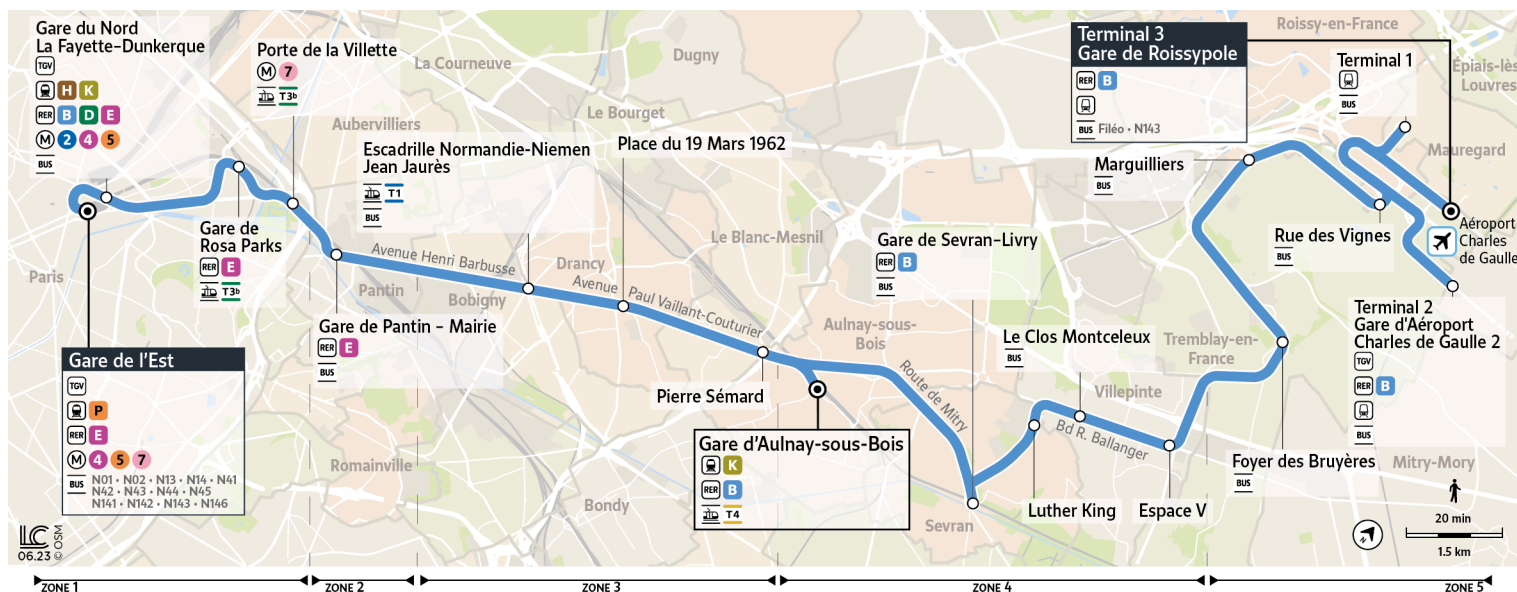 Gare du Nord
La Fayette–Dunkerque
TGV
H K
RER B D E
M 2 4 5
BUS
Porte de la Villette
M 7
T3b
La Courneuve
Dugny
Le Bourget
Aubervilliers
Escadrille Normandie-Niemen
Jean Jaurès
T1
BUS
Place du 19 Mars 1962
Terminal 3
Gare de Roissypole
RER B
BUS Filéo • N143
Roissy-en-France
Terminal 1
BUS
Épiais-lès
Louvres
Mauregard
Marguilliers
BUS
Gare de
Rosa Parks
RER E
T3b
Paris
Avenue Henri Barbusse
Pantin
Bobigny
Drancy
Avenue Paul Vaillant-Couturier
Le Blanc-Mesnil
Gare de Sevran–Livry
RER B
BUS
Rue des Vignes
BUS
Aéroport
Charles
de Gaulle
Gare de Pantin – Mairie
RER E
BUS
Aulnay-sous-
Bois
Le Clos Montceleux
BUS
Tremblay-en-
France
Terminal 2
Gare d'Aéroport
Charles de Gaulle 2
TGV
RER B
BUS
Gare de l'Est
TGV
P
RER E
M 4 5 7
BUS N01 • N02 • N13 • N14 • N41
N42 • N43 • N44 • N45
N141 • N142 • N143 • N146
Pierre Sémard
Route de Mitry
Villepinte
Bd R. Ballanger
Gare d'Aulnay-sous-Bois
K
RER B
T4
Romainville
Bondy
Sevran
Luther King
Espace V
Foyer des Bruyères
BUS
Mitry-Mory
20 min
1.5 km
LC
06.23
© OSM
ZONE 1
ZONE 2
ZONE 3
ZONE 4
ZONE 5